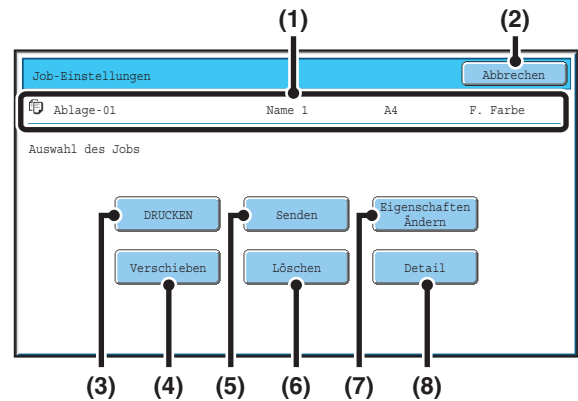 (1) (2)
Job-Einstellungen Abbrechen
Ablage-01 Name 1 A4 F. Farbe
Auswahl des Jobs
DRUCKEN Senden Eigenschaften
Ändern
Verschieben Löschen Detail
(3) (4) (5) (6) (7) (8)